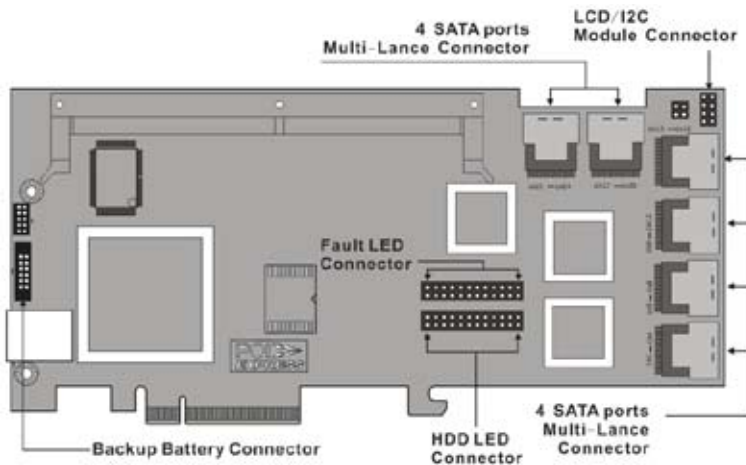 4 SATA ports
Multi-Lance Connector
LCD/I2C
Module Connector
Fault LED
Connector
HDD LED
Connector
4 SATA ports
Multi-Lance
Connector
Backup Battery Connector